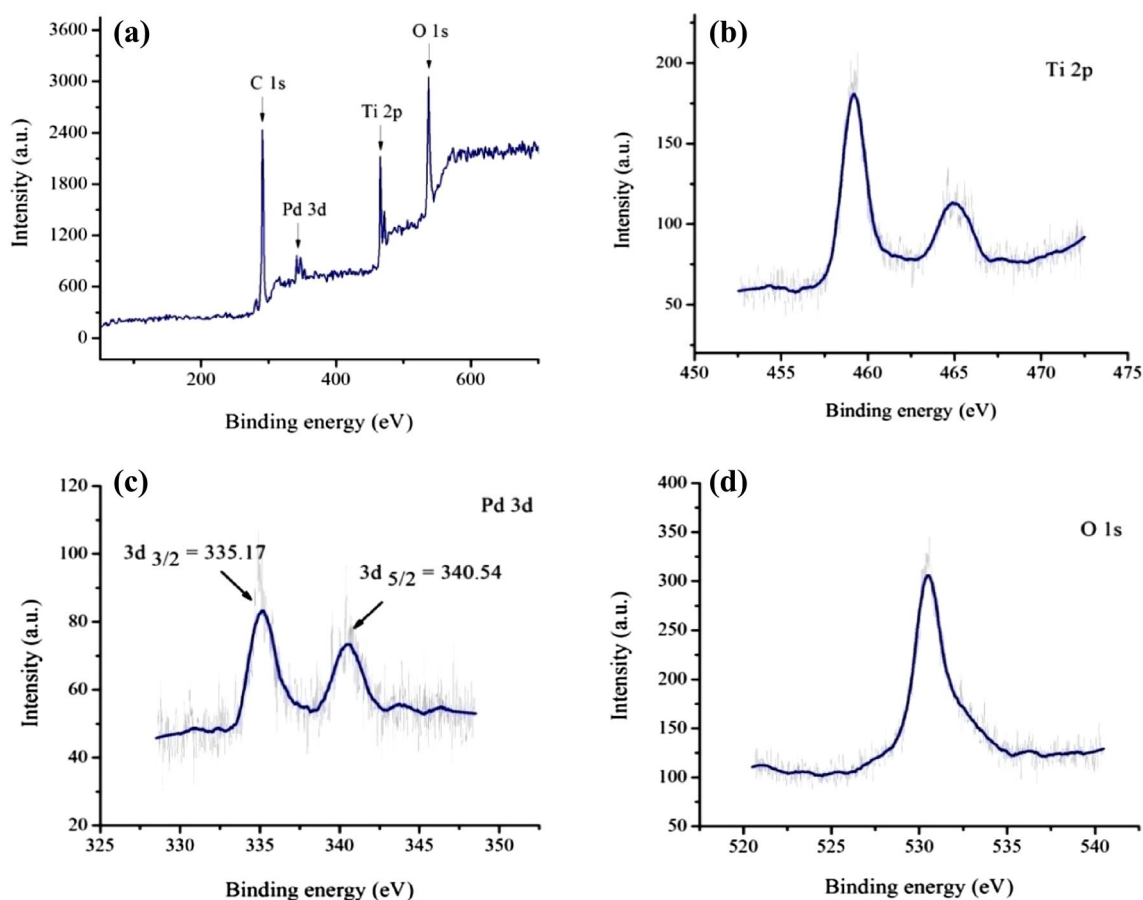 (a)
3600
3000
2400
1800
1200
600
0
Intensity (a.u.)
C 1s
Pd 3d
Ti 2p
O 1s
200
400
600
Binding energy (eV)
(b)
Ti 2p
200
150
100
50
Intensity (a.u.)
450
455
460
465
470
475
Binding energy (eV)
(c)
Pd 3d
120
100
80
60
40
20
Intensity (a.u.)
3d 3/2 = 335.17
3d 5/2 = 340.54
325
330
335
340
345
350
Binding energy (eV)
(d)
O 1s
400
350
300
250
200
150
100
50
Intensity (a.u.)
520
525
530
535
540
Binding energy (eV)